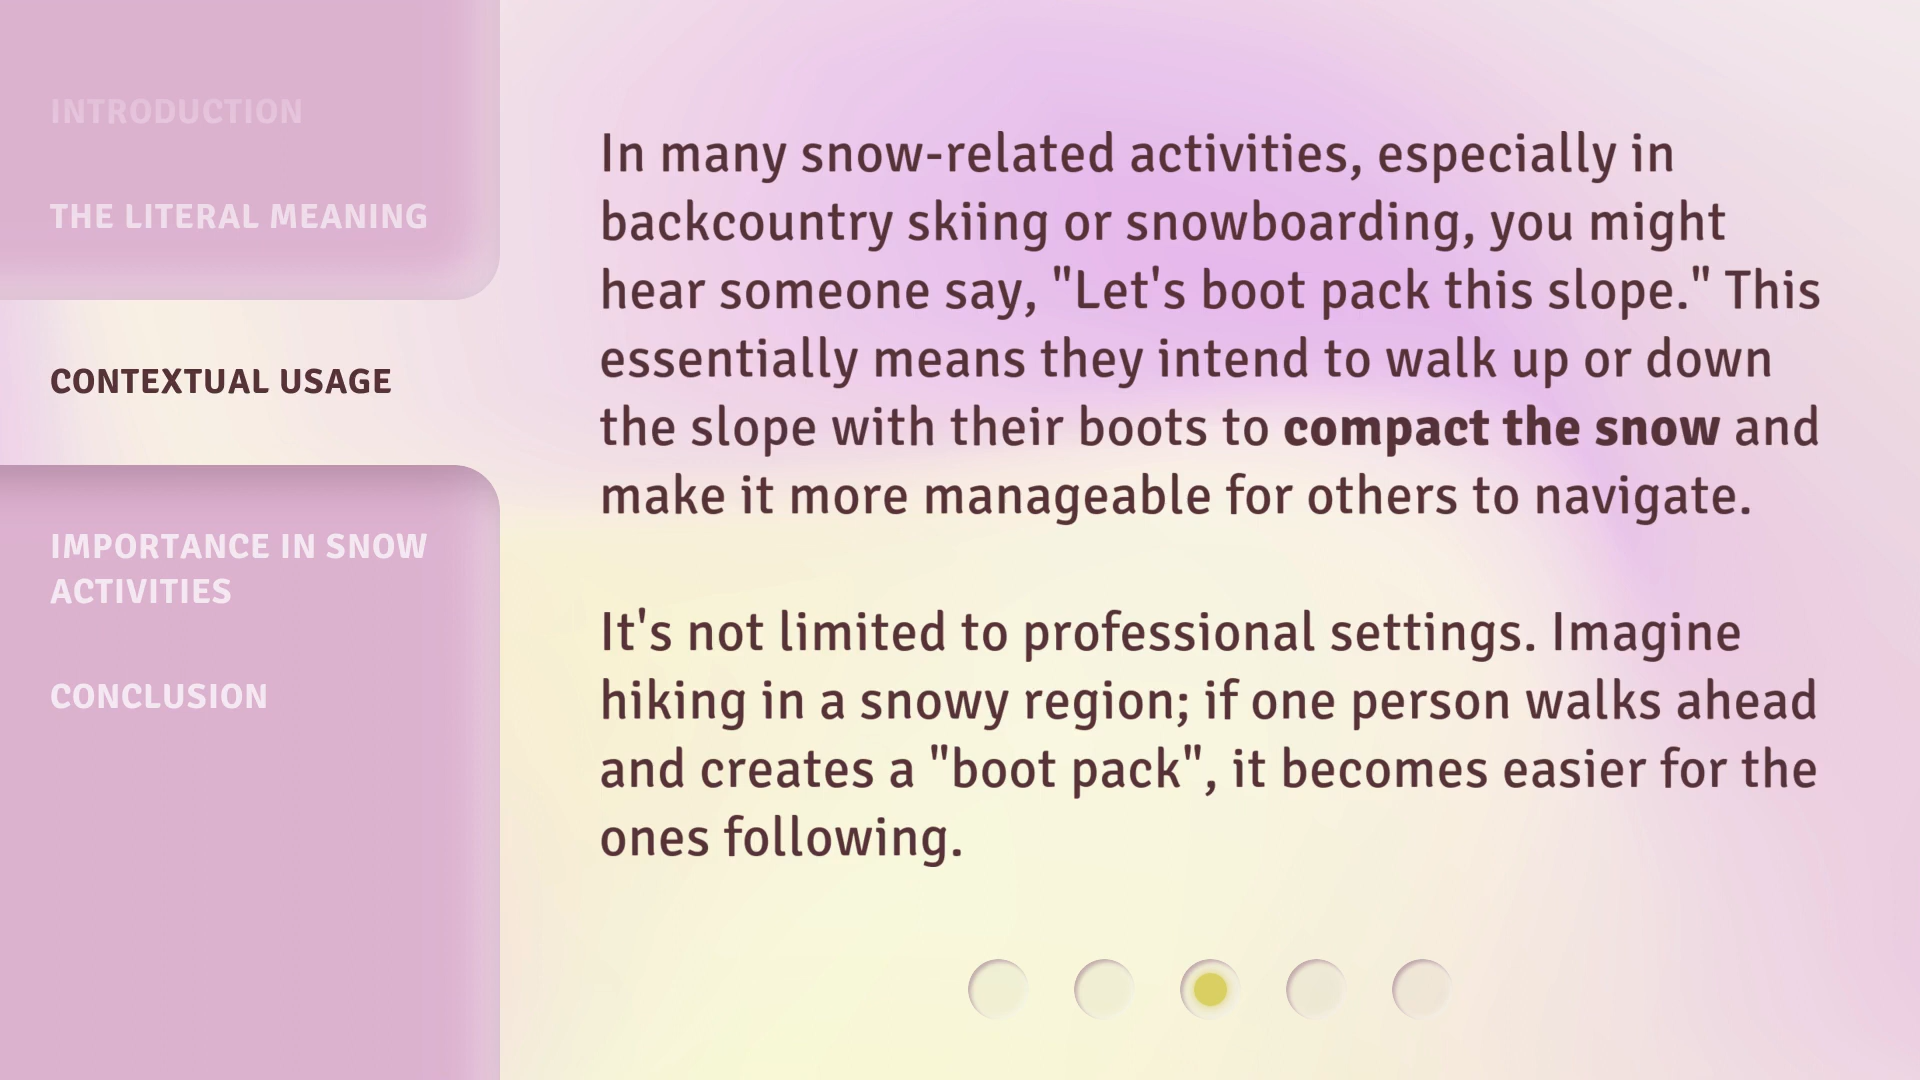 INTRODUCTION
THE LITERAL MEANING
CONTEXTUAL USAGE
IMPORTANCE IN SNOW
ACTIVITIES
CONCLUSION
In many snow-related activities, especially in
backcountry skiing or snowboarding, you might
hear someone say, "Let's boot pack this slope." This
essentially means they intend to walk up or down
the slope with their boots to compact the snow and
make it more manageable for others to navigate.
It's not limited to professional settings. Imagine
hiking in a snowy region; if one person walks ahead
and creates a "boot pack", it becomes easier for the
ones following.